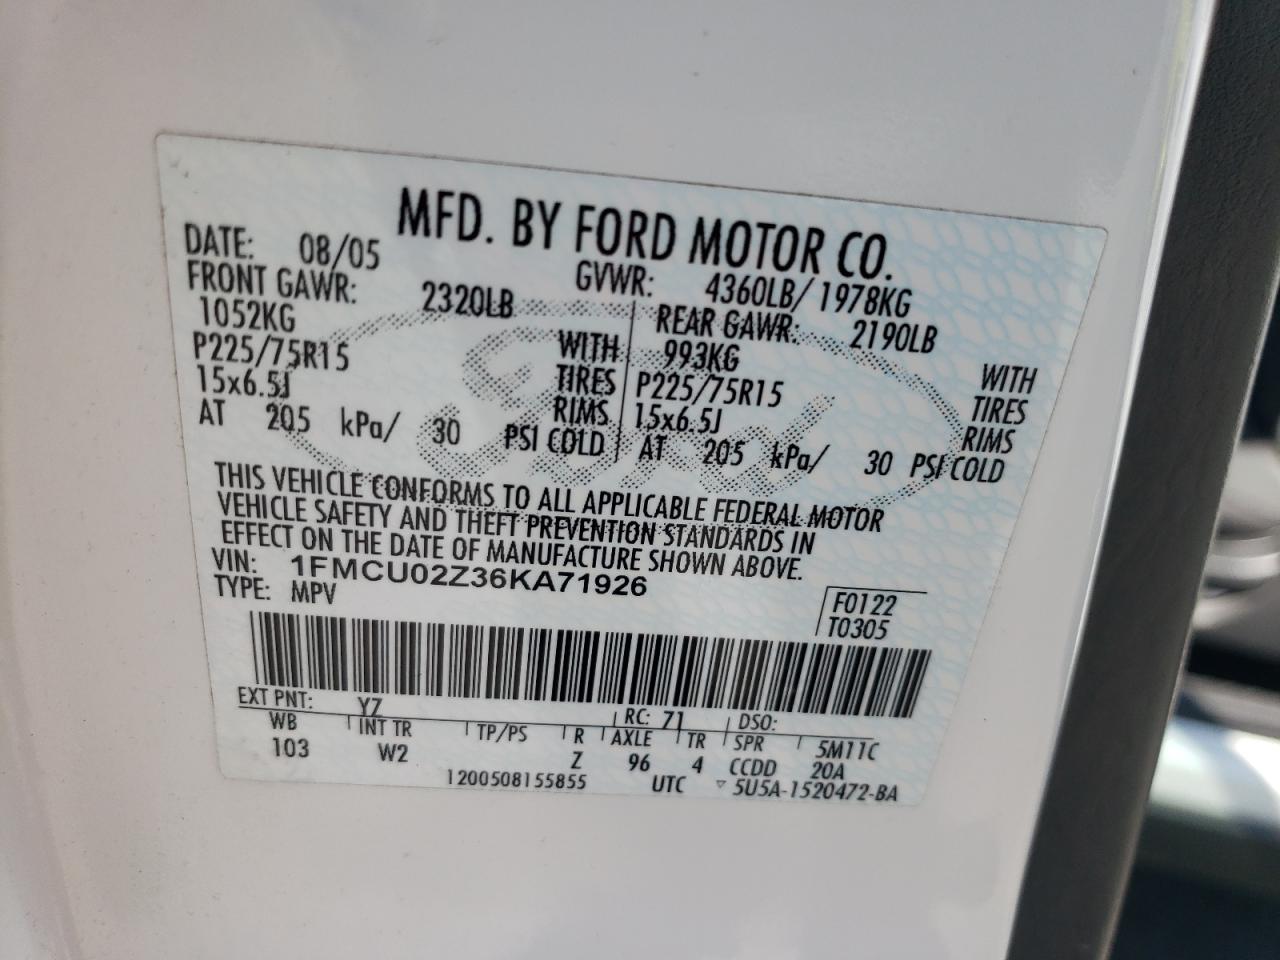 MFD. BY FORD MOTOR CO.
DATE: 08/05 GVWR: 4360LB/ 1978KG
FRONT GAWR: 2320LB REAR GAWR: 2190LB
1052KG WITH 993KG WITH
P225/75R15 TIRES P225/75R15 TIRES
15x6.5J RIMS 15x6.5J RIMS
AT 205 kPa/ 30 PSI COLD AT 205 kPa/ 30 PSI COLD
Ford
THIS VEHICLE CONFORMS TO ALL APPLICABLE FEDERAL MOTOR
VEHICLE SAFETY AND THEFT PREVENTION STANDARDS IN
EFFECT ON THE DATE OF MANUFACTURE SHOWN ABOVE.
VIN: 1FMCU02Z36KA71926
TYPE: MPV
F0122
T0305
EXT PNT: YZ RC: 71 DSO:
WB INT TR TP/PS R AXLE TR SPR 5M11C
103 W2 Z 96 4 CCDD 20A
1200508155855 UTC ▽ 5U5A-1520472-BA